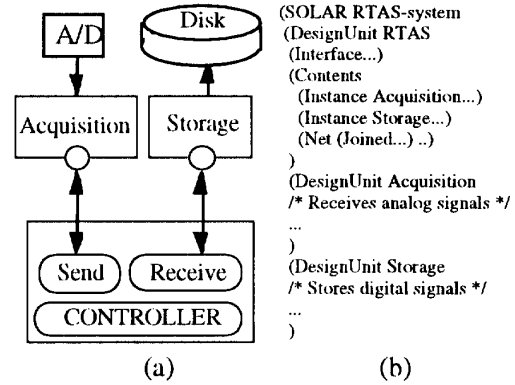 A/D
Disk
Acquisition
Storage
Send
Receive
CONTROLLER
(a)
(SOLAR RTAS-system
(DesignUnit RTAS
(Interface...)
(Contents
(Instance Acquisition...)
(Instance Storage...)
(Net (Joined...) ..)
)
(DesignUnit Acquisition
/* Receives analog signals */
...
)
(DesignUnit Storage
/* Stores digital signals */
...
)
(b)